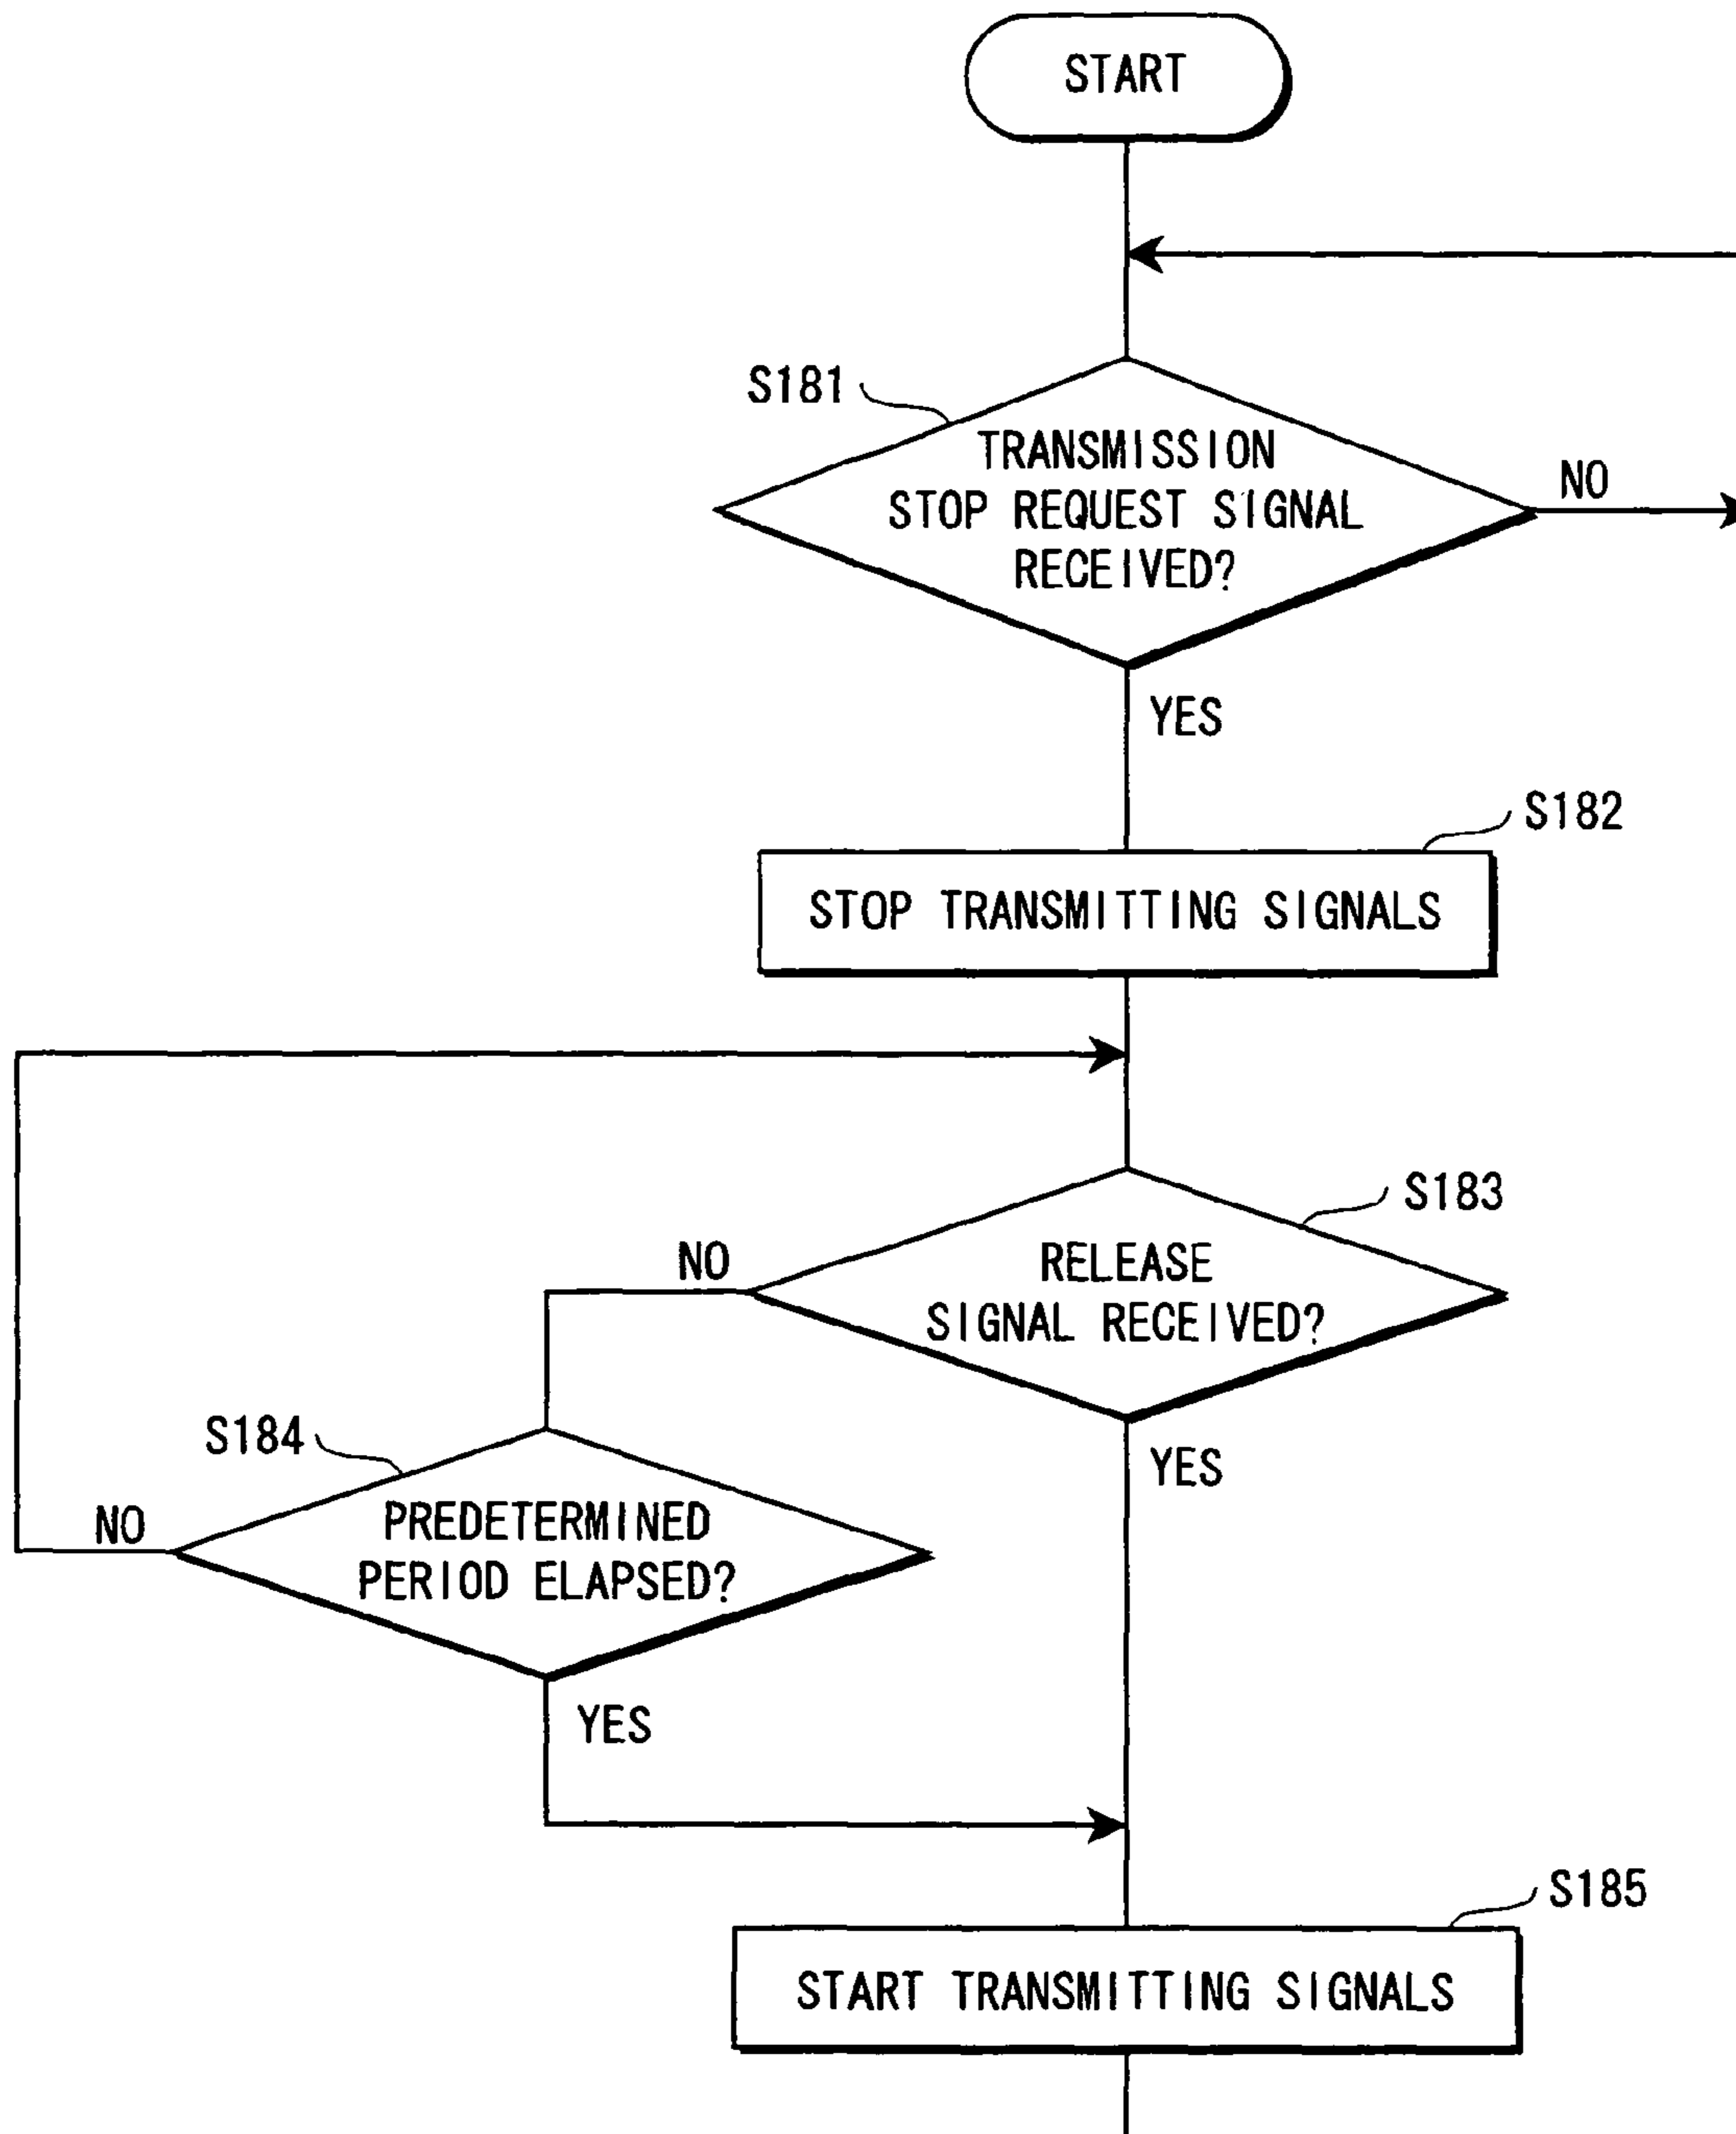 START
S181
TRANSMISSION
STOP REQUEST SIGNAL
RECEIVED?
NO
YES
S182
STOP TRANSMITTING SIGNALS
S183
RELEASE
SIGNAL RECEIVED?
NO
YES
S184
PREDETERMINED
PERIOD ELAPSED?
NO
YES
S185
START TRANSMITTING SIGNALS